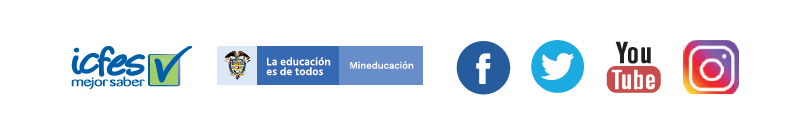 icfes
mejor saber
La educación
es de todos
Mineducación
f
You
Tube